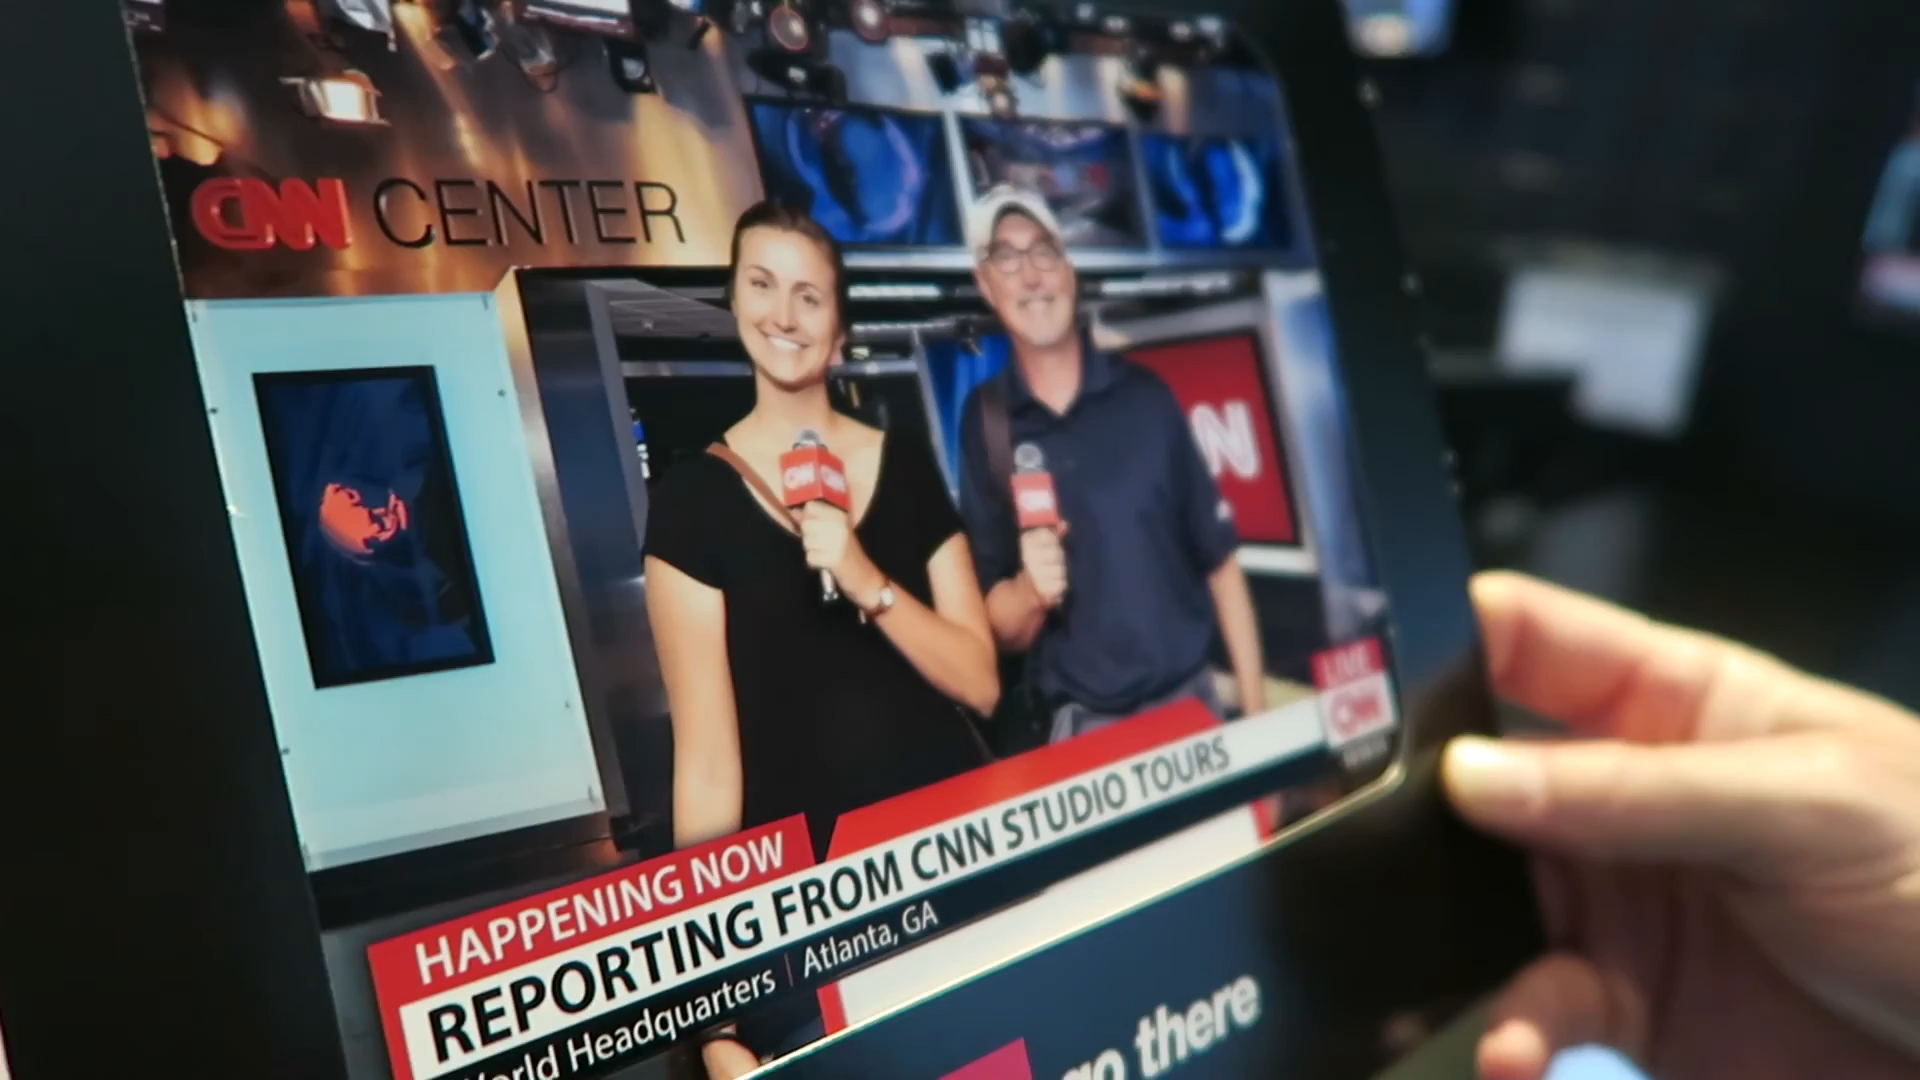 CNN CENTER
CNN CNN
CNN
LIVE
CNN
HAPPENING NOW
REPORTING FROM CNN STUDIO TOURS
World Headquarters | Atlanta, GA
go there